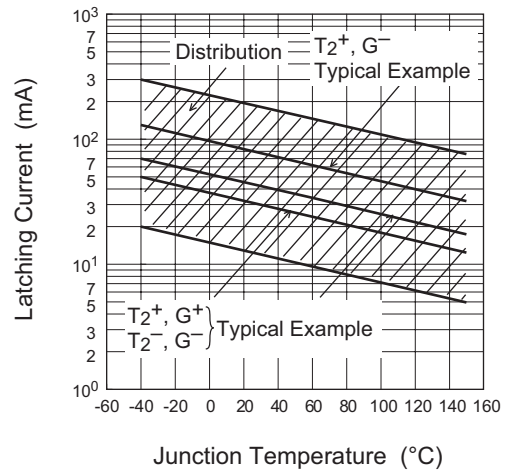 Latching Current (mA)
10³
7
5
3
2
10²
7
5
3
2
10¹
7
5
3
2
10⁰
Distribution
T₂⁺, G⁻
Typical Example
T₂⁺, G⁺
T₂⁻, G⁻
Typical Example
-60 -40 -20 0 20 40 60 80 100 120 140 160
Junction Temperature (°C)